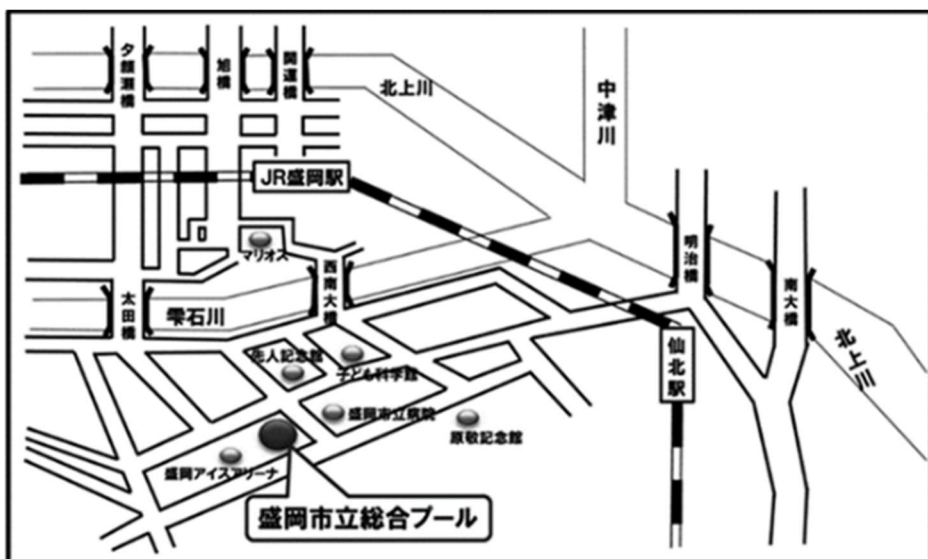 夕顔瀬橋
旭橋
開運橋
北上川
中津川
JR盛岡駅
マリオス
西南大橋
明治橋
南大橋
太田橋
雫石川
先人記念館
子ども科学館
仙北駅
北上川
盛岡市立病院
原敬記念館
盛岡アイスアリーナ
盛岡市立総合プール